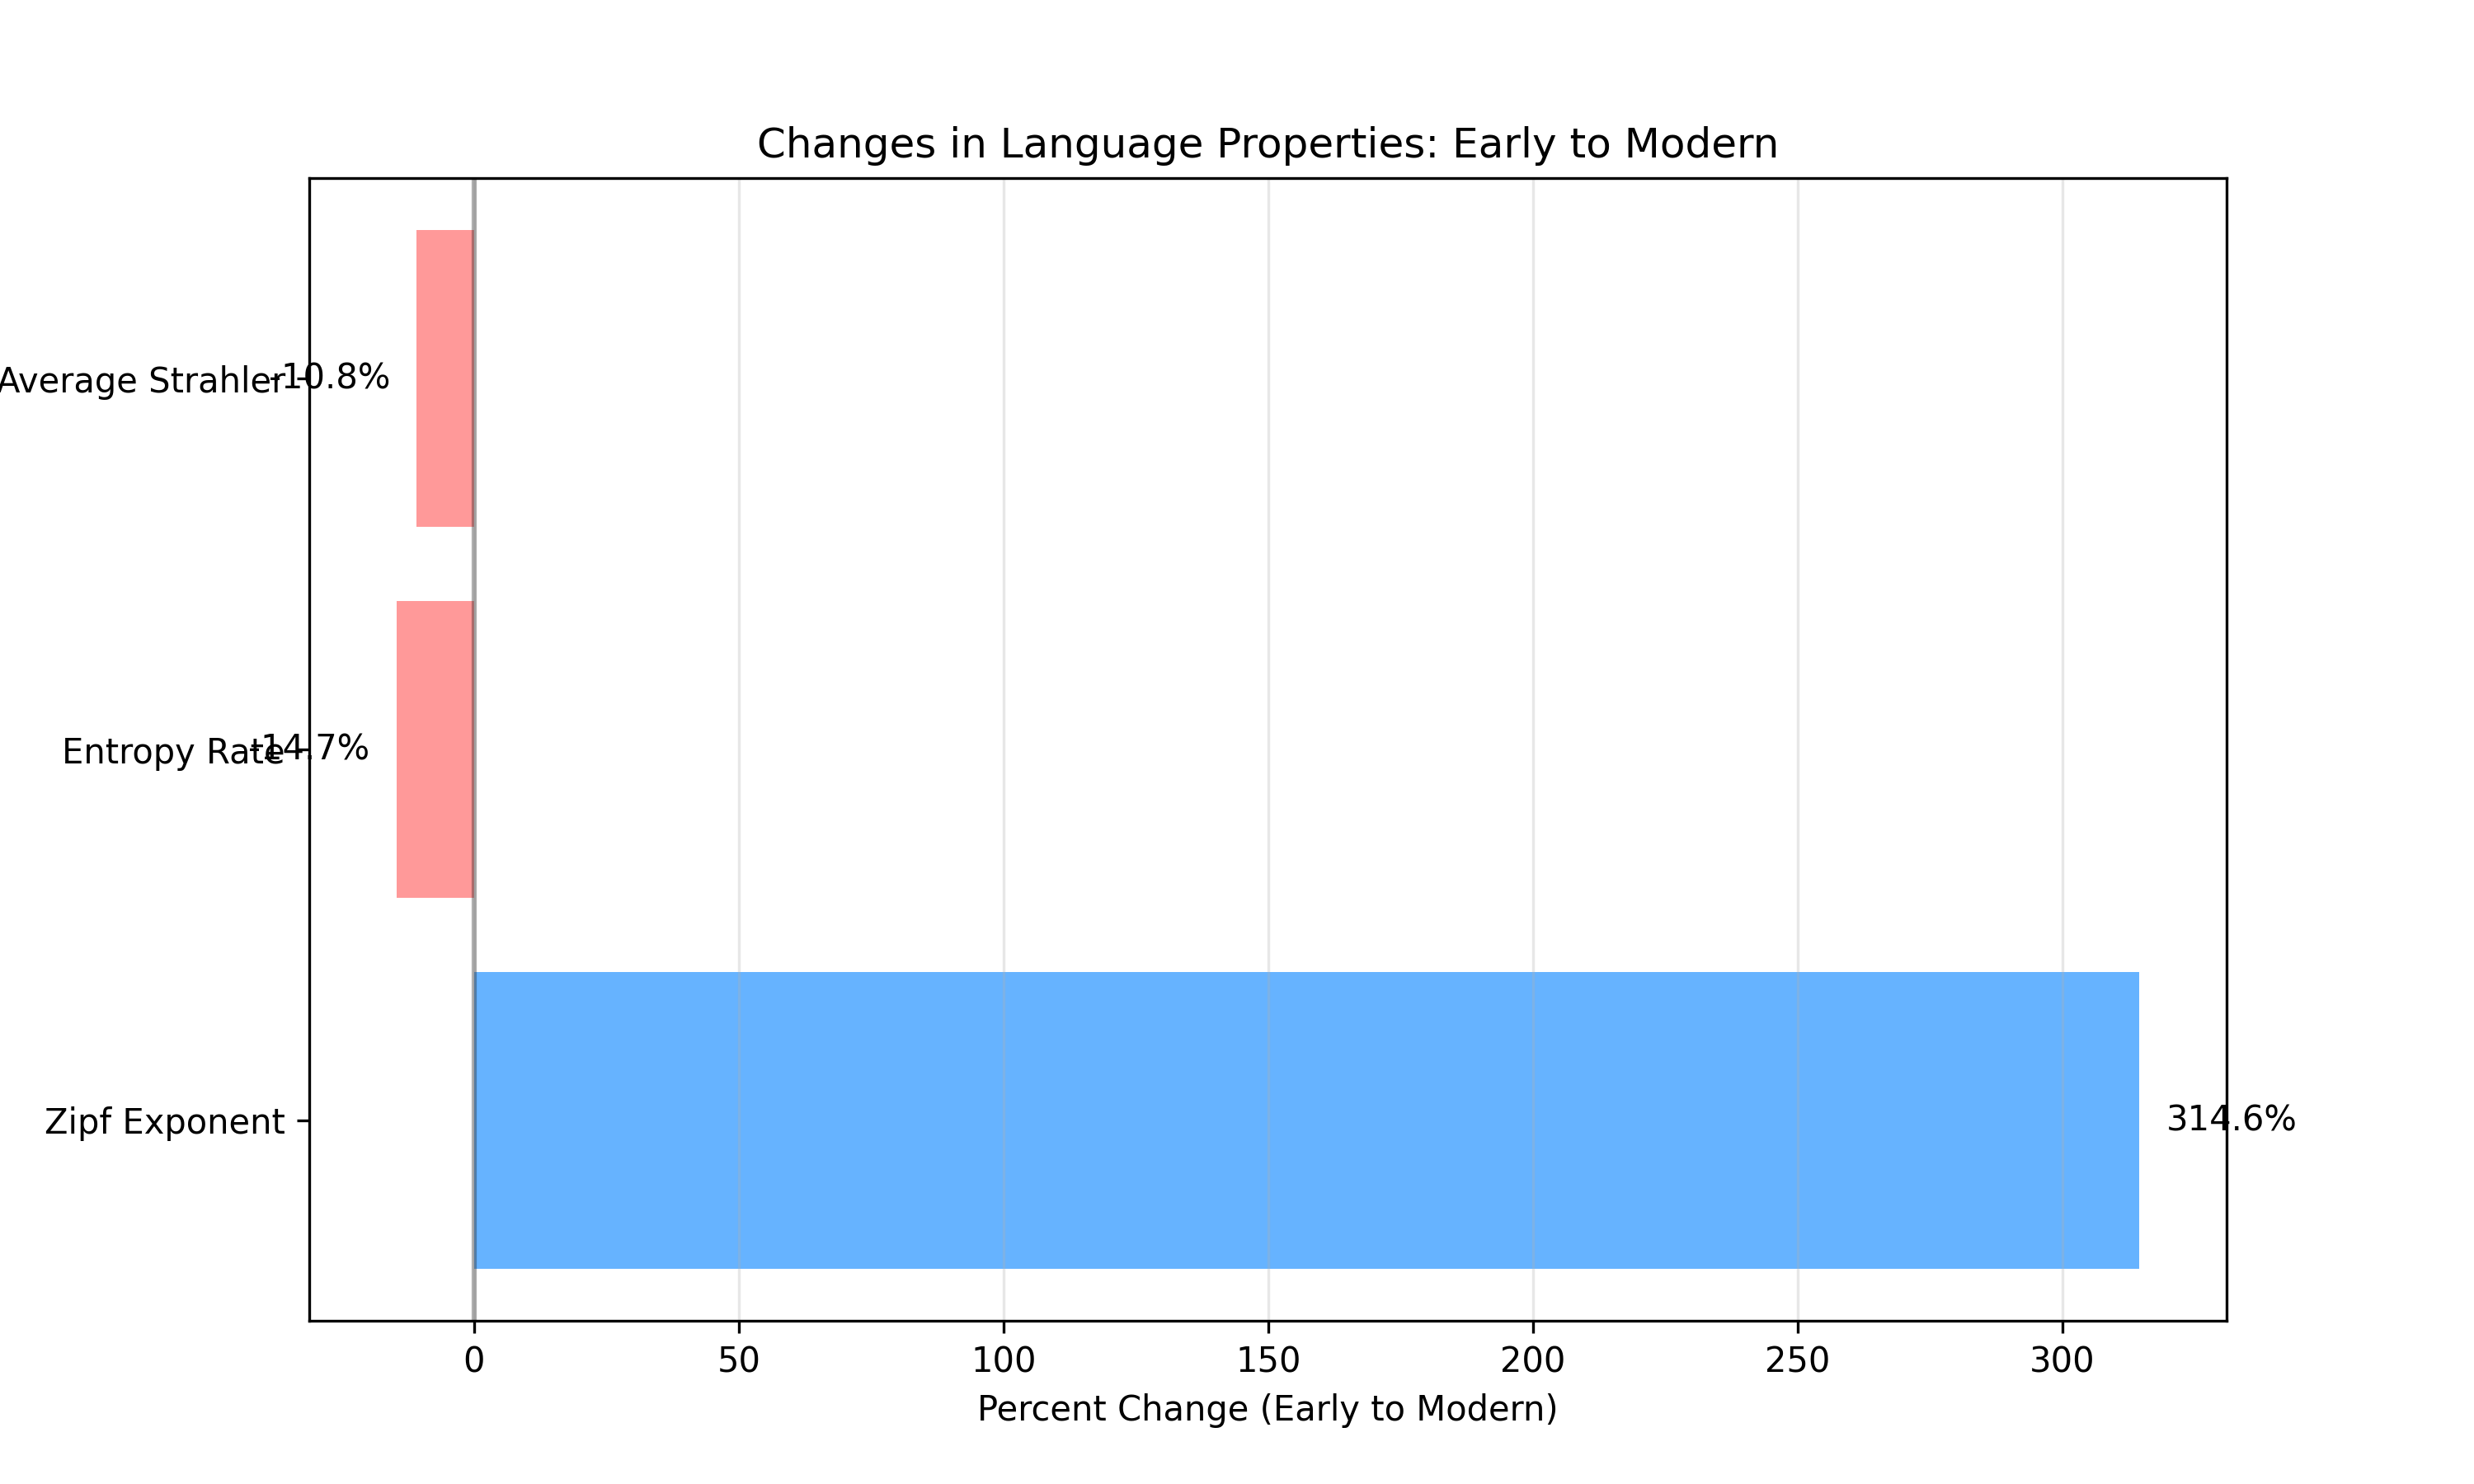 Changes in Language Properties: Early to Modern
Average Strahler
-10.8%
Entropy Rate
-14.7%
Zipf Exponent
314.6%
0 50 100 150 200 250 300
Percent Change (Early to Modern)